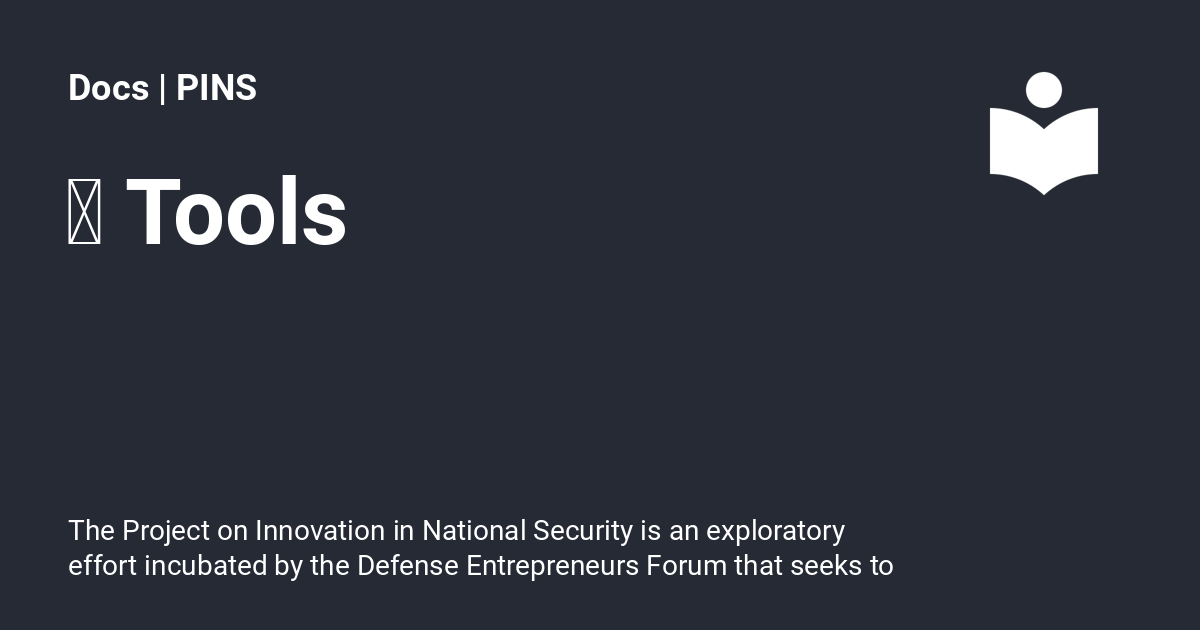 Docs | PINS
Tools
The Project on Innovation in National Security is an exploratory
effort incubated by the Defense Entrepreneurs Forum that seeks to